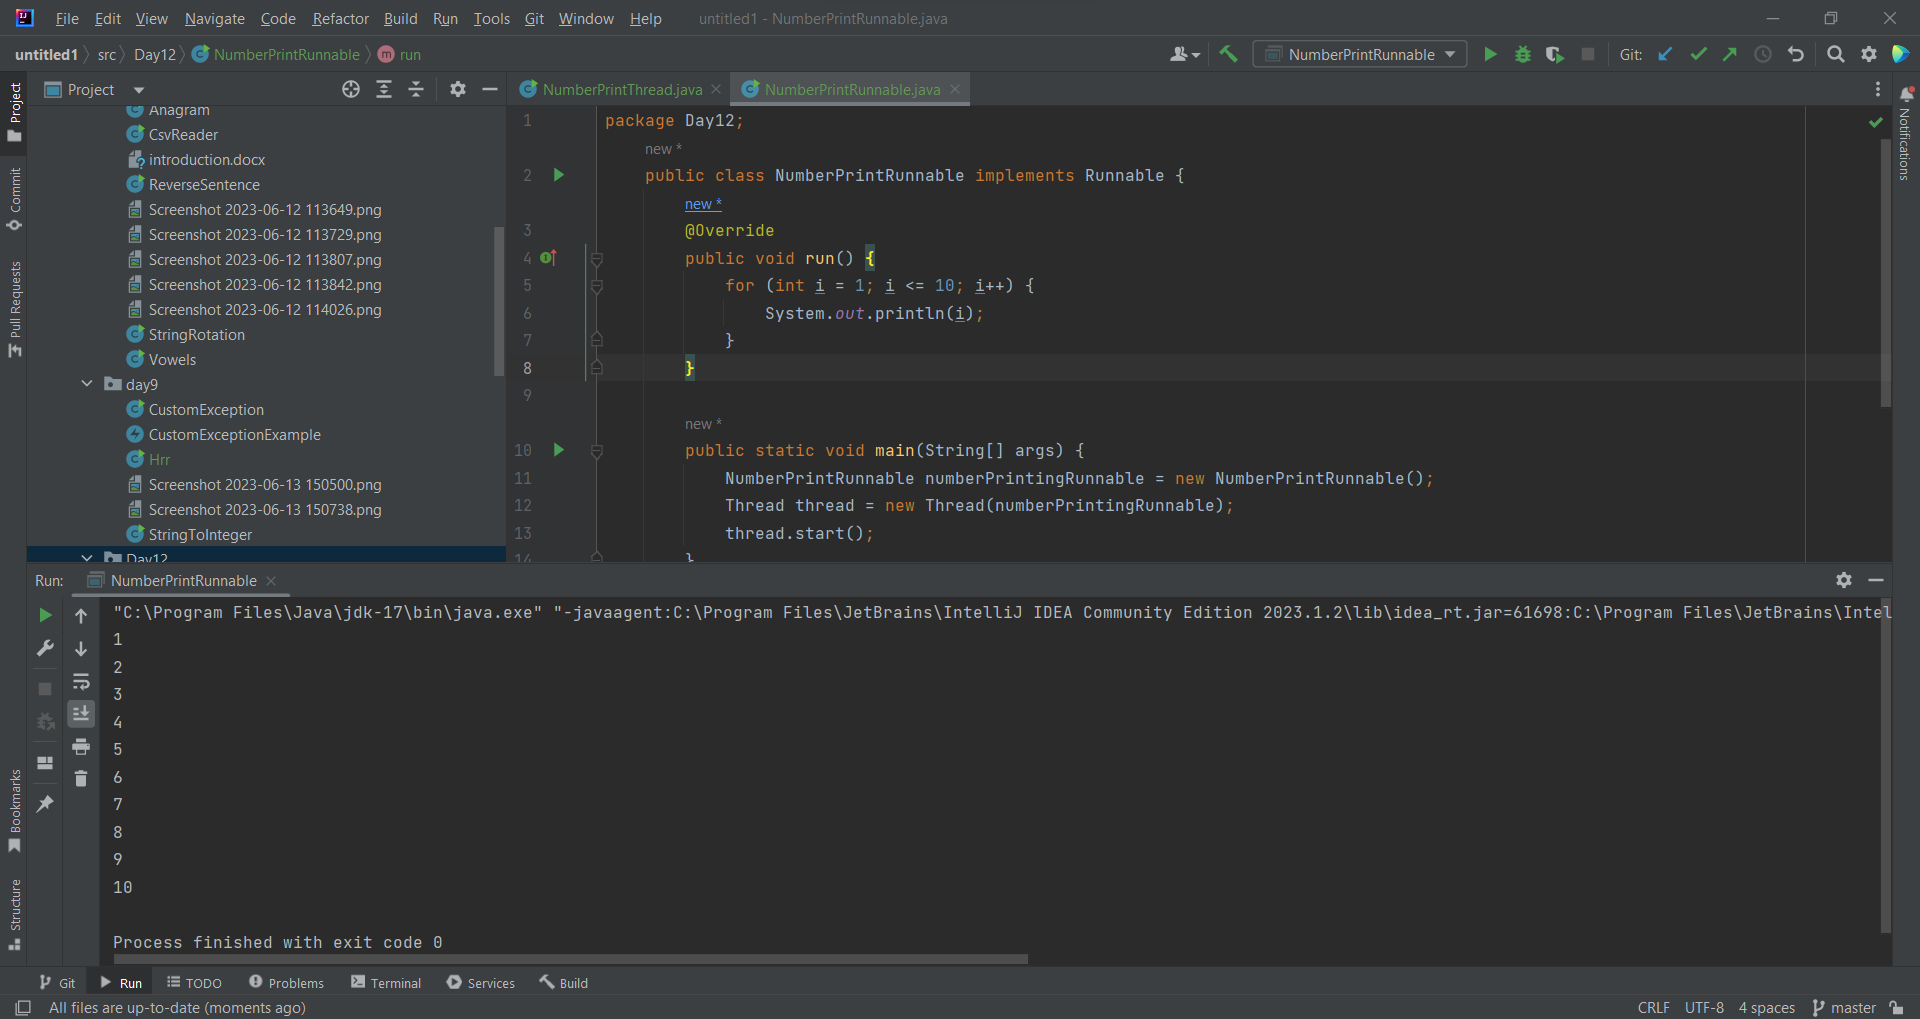 File Edit View Navigate Code Refactor Build Run Tools Git Window Help untitled1 - NumberPrintRunnable.java
untitled1 src Day12 NumberPrintRunnable run NumberPrintRunnable Git:
Project
NumberPrintThread.java NumberPrintRunnable.java
Anagram
CsvReader
introduction.docx
ReverseSentence
Screenshot 2023-06-12 113649.png
Screenshot 2023-06-12 113729.png
Screenshot 2023-06-12 113807.png
Screenshot 2023-06-12 113842.png
Screenshot 2023-06-12 114026.png
StringRotation
Vowels
day9
CustomException
CustomExceptionExample
Hrr
Screenshot 2023-06-13 150500.png
Screenshot 2023-06-13 150738.png
StringToInteger
Day12
1 package Day12;
new *
2 public class NumberPrintRunnable implements Runnable {
new *
3 @Override
4 public void run() {
5 for (int i = 1; i <= 10; i++) {
6 System.out.println(i);
7 }
8 }
9
new *
10 public static void main(String[] args) {
11 NumberPrintRunnable numberPrintingRunnable = new NumberPrintRunnable();
12 Thread thread = new Thread(numberPrintingRunnable);
13 thread.start();
14 }
Project
Commit
Pull Requests
Bookmarks
Structure
Notifications
Run: NumberPrintRunnable
"C:\Program Files\Java\jdk-17\bin\java.exe" "-javaagent:C:\Program Files\JetBrains\IntelliJ IDEA Community Edition 2023.1.2\lib\idea_rt.jar=61698:C:\Program Files\JetBrains\Intel
1
2
3
4
5
6
7
8
9
10
Process finished with exit code 0
Git Run TODO Problems Terminal Services Build
All files are up-to-date (moments ago) CRLF UTF-8 4 spaces master